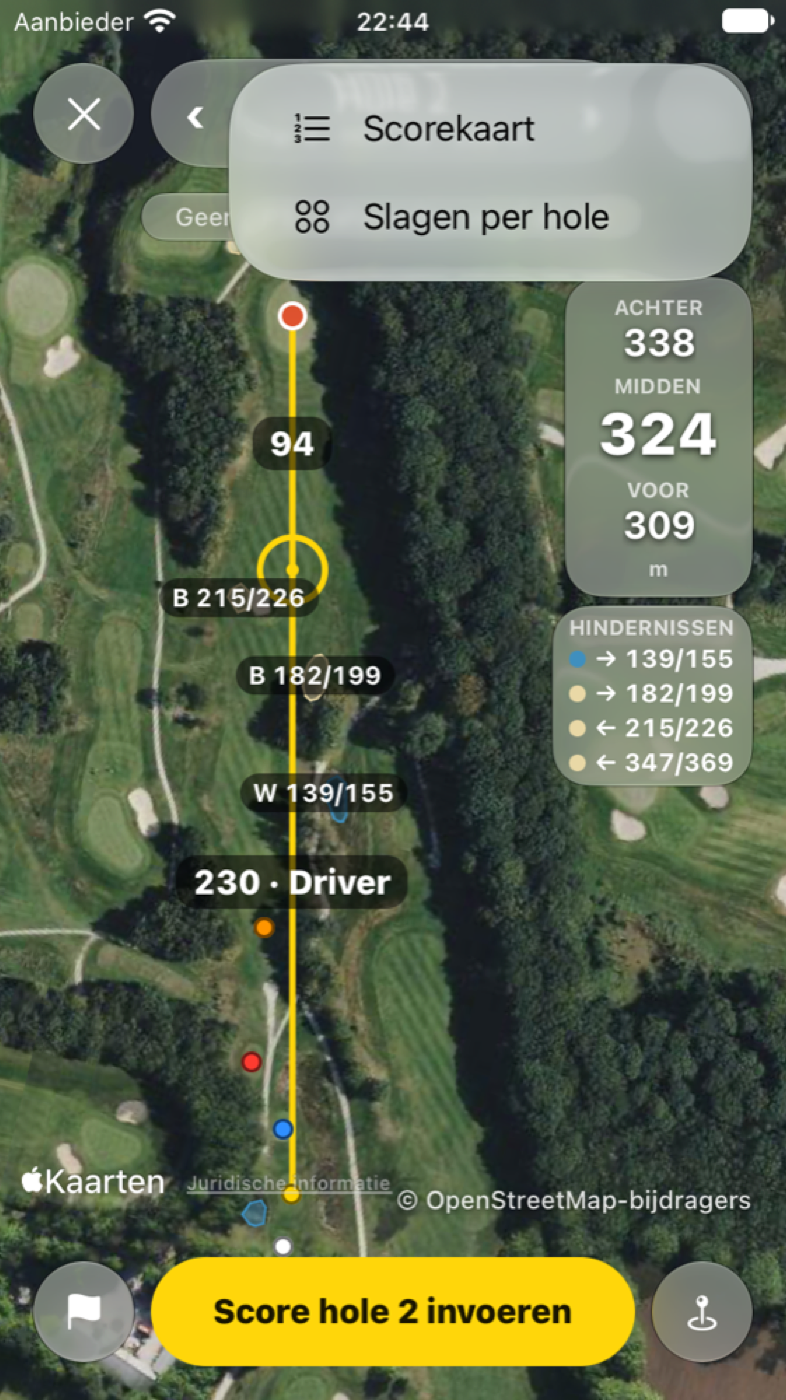 Aanbieder 22:44
Scorekaart
Slagen per hole
ACHTER
338
MIDDEN
324
VOOR
309
m
94
B 215/226
B 182/199
W 139/155
230 · Driver
HINDERNISSEN
→ 139/155
→ 182/199
← 215/226
← 347/369
Kaarten
Juridische informatie
© OpenStreetMap-bijdragers
Score hole 2 invoeren